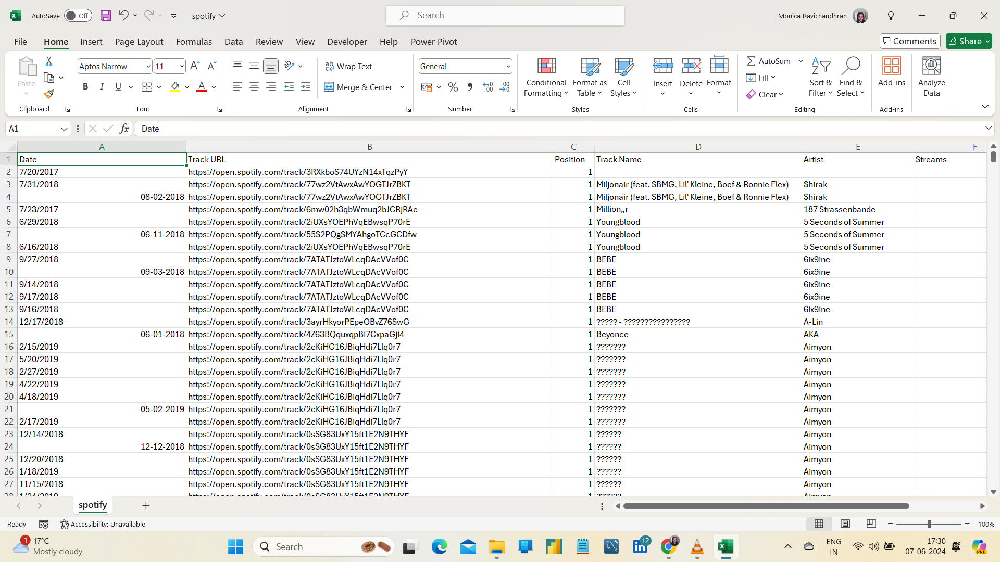 AutoSave Off spotify Search Monica Ravichandhran
File Home Insert Page Layout Formulas Data Review View Developer Help Power Pivot Comments Share
Paste Aptos Narrow 11 Wrap Text General Conditional Formatting Format as Table Cell Styles Insert Delete Format AutoSum Fill Clear Sort & Filter Find & Select Add-ins Analyze Data
B I U A Merge & Center % 
Clipboard Font Alignment Number Styles Cells Editing Add-ins
A1 fx Date
A B C D E F
1 Date Track URL Position Track Name Artist Streams
2 7/20/2017 https://open.spotify.com/track/3RXkboS74UYzN14xTqzPyY 1
3 7/31/2018 https://open.spotify.com/track/77wz2VtAwxAwYOGTJrZBKT 1 Miljonair (feat. SBMG, Lil' Kleine, Boef & Ronnie Flex) $hirak
4 08-02-2018 https://open.spotify.com/track/77wz2VtAwxAwYOGTJrZBKT 1 Miljonair (feat. SBMG, Lil' Kleine, Boef & Ronnie Flex) $hirak
5 7/23/2017 https://open.spotify.com/track/6mw02h3qbWmuq2bJCRjRAe 1 Million„r 187 Strassenbande
6 6/29/2018 https://open.spotify.com/track/2iUXsYOEPhVqEBwsqP70rE 1 Youngblood 5 Seconds of Summer
7 06-11-2018 https://open.spotify.com/track/55S2PQgSMYAhgoTCcGCDfw 1 Youngblood 5 Seconds of Summer
8 6/16/2018 https://open.spotify.com/track/2iUXsYOEPhVqEBwsqP70rE 1 Youngblood 5 Seconds of Summer
9 9/27/2018 https://open.spotify.com/track/7ATATJztoWLcqDAcVVof0C 1 BEBE 6ix9ine
10 09-03-2018 https://open.spotify.com/track/7ATATJztoWLcqDAcVVof0C 1 BEBE 6ix9ine
11 9/14/2018 https://open.spotify.com/track/7ATATJztoWLcqDAcVVof0C 1 BEBE 6ix9ine
12 9/17/2018 https://open.spotify.com/track/7ATATJztoWLcqDAcVVof0C 1 BEBE 6ix9ine
13 9/16/2018 https://open.spotify.com/track/7ATATJztoWLcqDAcVVof0C 1 BEBE 6ix9ine
14 12/17/2018 https://open.spotify.com/track/3ayrHkyorPEpeOBvZ76SwG 1 ????? - ???????????????? A-Lin
15 06-01-2018 https://open.spotify.com/track/4Z63BQquxqpBi7CxpaGji4 1 Beyonce AKA
16 2/15/2019 https://open.spotify.com/track/2cKiHG16JBiqHdi7Llq0r7 1 ??????? Aimyon
17 5/20/2019 https://open.spotify.com/track/2cKiHG16JBiqHdi7Llq0r7 1 ??????? Aimyon
18 2/27/2019 https://open.spotify.com/track/2cKiHG16JBiqHdi7Llq0r7 1 ??????? Aimyon
19 4/22/2019 https://open.spotify.com/track/2cKiHG16JBiqHdi7Llq0r7 1 ??????? Aimyon
20 4/18/2019 https://open.spotify.com/track/2cKiHG16JBiqHdi7Llq0r7 1 ??????? Aimyon
21 05-02-2019 https://open.spotify.com/track/2cKiHG16JBiqHdi7Llq0r7 1 ??????? Aimyon
22 2/17/2019 https://open.spotify.com/track/2cKiHG16JBiqHdi7Llq0r7 1 ??????? Aimyon
23 12/14/2018 https://open.spotify.com/track/0sSG83UxY15ft1E2N9THYF 1 ?????? Aimyon
24 12-12-2018 https://open.spotify.com/track/0sSG83UxY15ft1E2N9THYF 1 ?????? Aimyon
25 12/20/2018 https://open.spotify.com/track/0sSG83UxY15ft1E2N9THYF 1 ?????? Aimyon
26 1/18/2019 https://open.spotify.com/track/0sSG83UxY15ft1E2N9THYF 1 ?????? Aimyon
27 11/15/2018 https://open.spotify.com/track/0sSG83UxY15ft1E2N9THYF 1 ?????? Aimyon
spotify
Ready Accessibility: Unavailable 100%
1 17°C Search 12 ENG 17:30
Mostly cloudy IN 07-06-2024 PRE